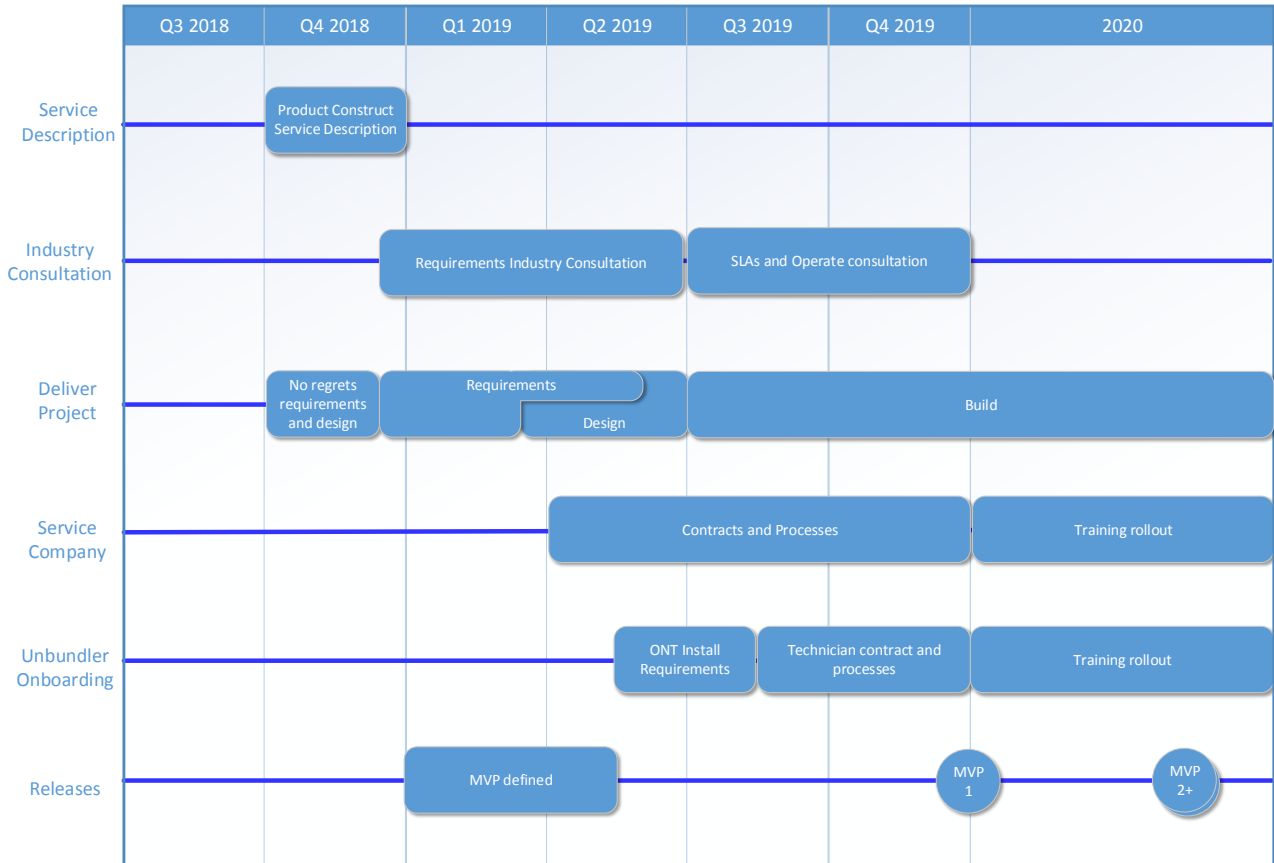 Q3 2018
Q4 2018
Q1 2019
Q2 2019
Q3 2019
Q4 2019
2020
Service
Description
Product Construct
Service Description
Industry
Consultation
Requirements Industry Consultation
SLAs and Operate consultation
Deliver
Project
No regrets
requirements
and design
Requirements
Design
Build
Service
Company
Contracts and Processes
Training rollout
Unbundler
Onboarding
ONT Install
Requirements
Technician contract and
processes
Training rollout
Releases
MVP defined
MVP
1
MVP
2+